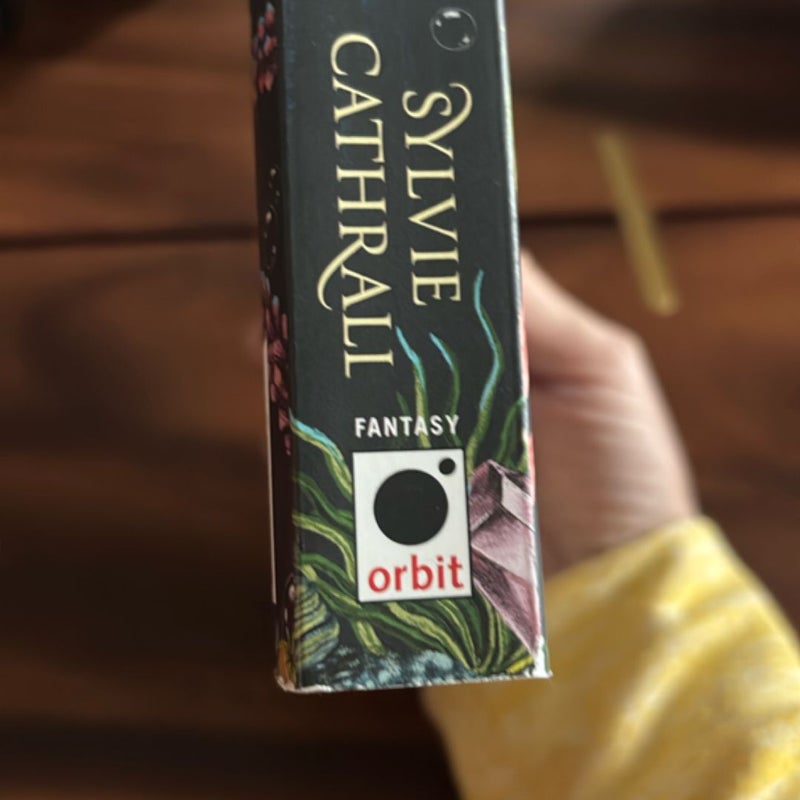 SYLVIE
CATHRALL
FANTASY
orbit